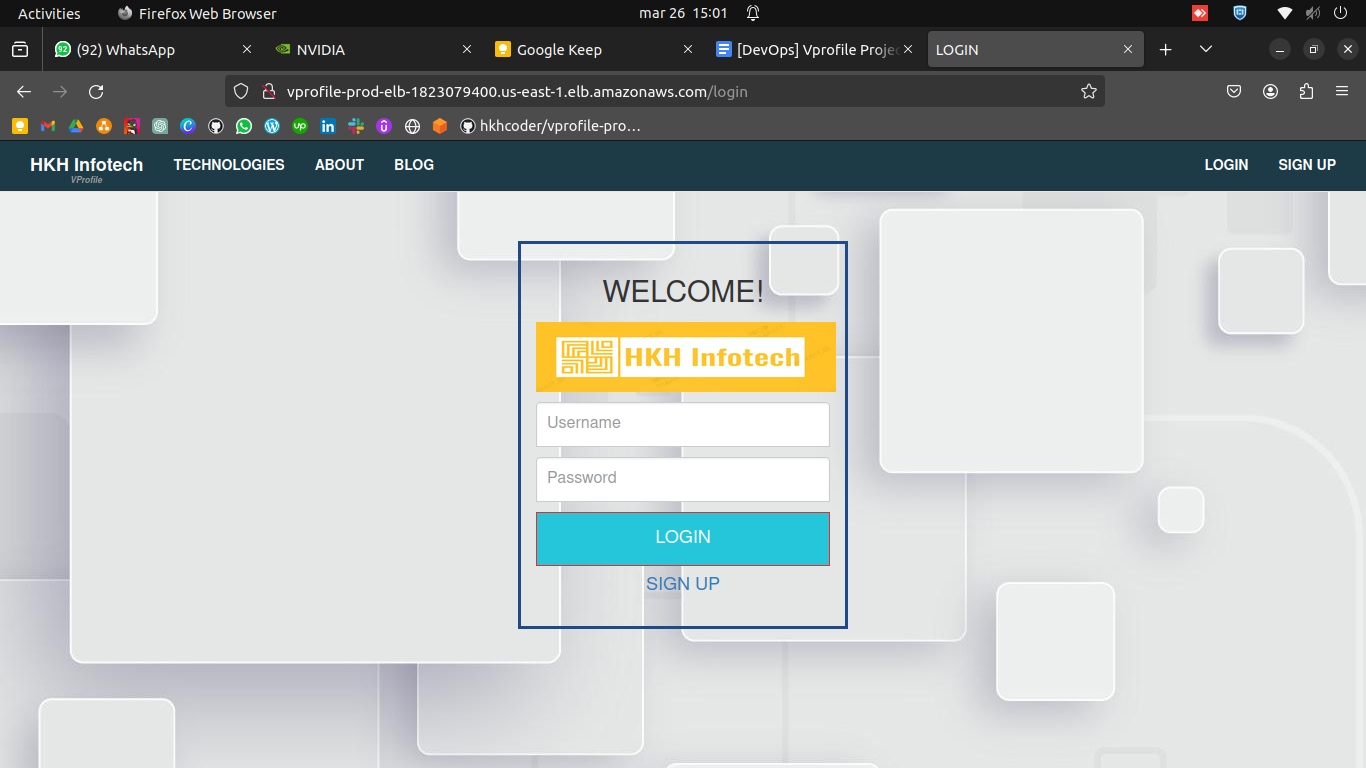 Activities Firefox Web Browser mar 26 15:01
(92) WhatsApp NVIDIA Google Keep [DevOps] Vprofile Projec LOGIN
vprofile-prod-elb-1823079400.us-east-1.elb.amazonaws.com/login
hkhcoder/vprofile-pro…
HKH Infotech TECHNOLOGIES ABOUT BLOG LOGIN SIGN UP
VProfile
WELCOME!
HKH Infotech
Username
Password
LOGIN
SIGN UP